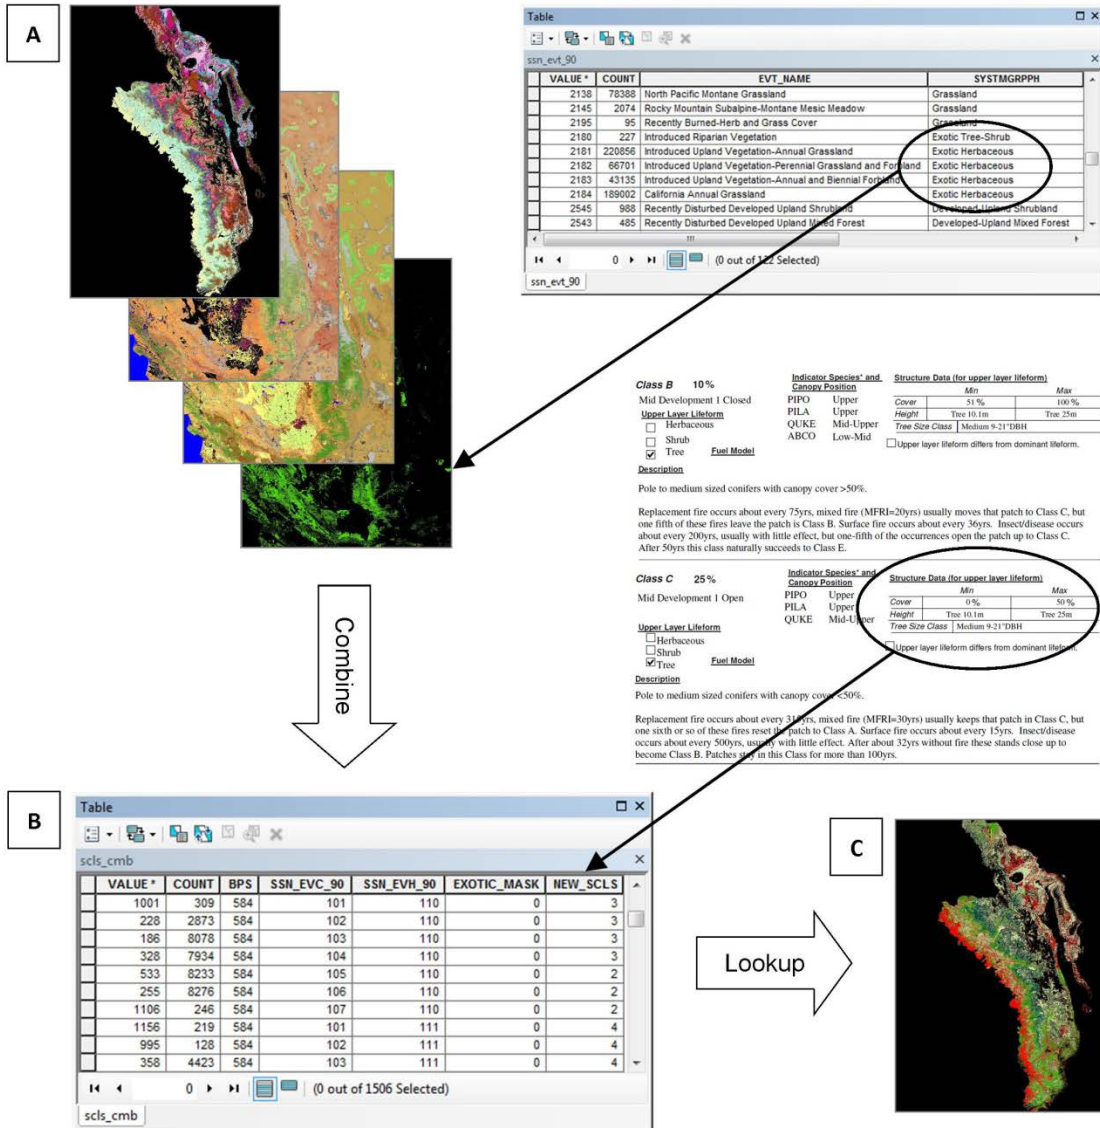 A
Table
ssn_evt_90
VALUE * COUNT EVT_NAME SYSTMGRPPH
2138 78388 North Pacific Montane Grassland Grassland
2145 2074 Rocky Mountain Subalpine-Montane Mesic Meadow Grassland
2195 95 Recently Burned-Herb and Grass Cover Grassland
2180 227 Introduced Riparian Vegetation Exotic Tree-Shrub
2181 220856 Introduced Upland Vegetation-Annual Grassland Exotic Herbaceous
2182 66701 Introduced Upland Vegetation-Perennial Grassland and Forbland Exotic Herbaceous
2183 43135 Introduced Upland Vegetation-Annual and Biennial Forbland Exotic Herbaceous
2184 189002 California Annual Grassland Exotic Herbaceous
2545 988 Recently Disturbed Developed Upland Shrubland Developed-Upland Shrubland
2543 485 Recently Disturbed Developed Upland Mixed Forest Developed-Upland Mixed Forest
0 (0 out of 122 Selected)
ssn_evt_90
Class B 10 %
Mid Development 1 Closed
Upper Layer Lifeform
Herbaceous
Shrub
Tree Fuel Model
Indicator Species* and
Canopy Position
PIPO Upper
PILA Upper
QUKE Mid-Upper
ABCO Low-Mid
Structure Data (for upper layer lifeform)
Min Max
Cover 51 % 100 %
Height Tree 10.1m Tree 25m
Tree Size Class Medium 9-21"DBH
Upper layer lifeform differs from dominant lifeform.
Description
Pole to medium sized conifers with canopy cover >50%.
Replacement fire occurs about every 75yrs, mixed fire (MFRI=20yrs) usually moves that patch to Class C, but
one fifth of these fires leave the patch is Class B. Surface fire occurs about every 36yrs. Insect/disease occurs
about every 200yrs, usually with little effect, but one-fifth of the occurrences open the patch up to Class C.
After 50yrs this class naturally succeeds to Class E.
Class C 25 %
Mid Development 1 Open
Upper Layer Lifeform
Herbaceous
Shrub
Tree Fuel Model
Indicator Species* and
Canopy Position
PIPO Upper
PILA Upper
QUKE Mid-Upper
Structure Data (for upper layer lifeform)
Min Max
Cover 0 % 50 %
Height Tree 10.1m Tree 25m
Tree Size Class Medium 9-21"DBH
Upper layer lifeform differs from dominant lifeform.
Description
Pole to medium sized conifers with canopy cover <50%.
Replacement fire occurs about every yrs, mixed fire (MFRI=30yrs) usually keeps that patch in Class C, but
one sixth or so of these fires reset the patch to Class A. Surface fire occurs about every 15yrs. Insect/disease
occurs about every 500yrs, usually with little effect. After about 32yrs without fire these stands close up to
become Class B. Patches stay in this Class for more than 100yrs.
Combine
B
Table
scls_cmb
VALUE * COUNT BPS SSN_EVC_90 SSN_EVH_90 EXOTIC_MASK NEW_SCLS
1001 309 584 101 110 0 3
228 2873 584 102 110 0 3
186 8078 584 103 110 0 3
328 7934 584 104 110 0 3
533 8233 584 105 110 0 2
255 8276 584 106 110 0 2
1106 246 584 107 110 0 2
1156 219 584 101 111 0 4
995 128 584 102 111 0 4
358 4423 584 103 111 0 4
0 (0 out of 1506 Selected)
scls_cmb
Lookup
C